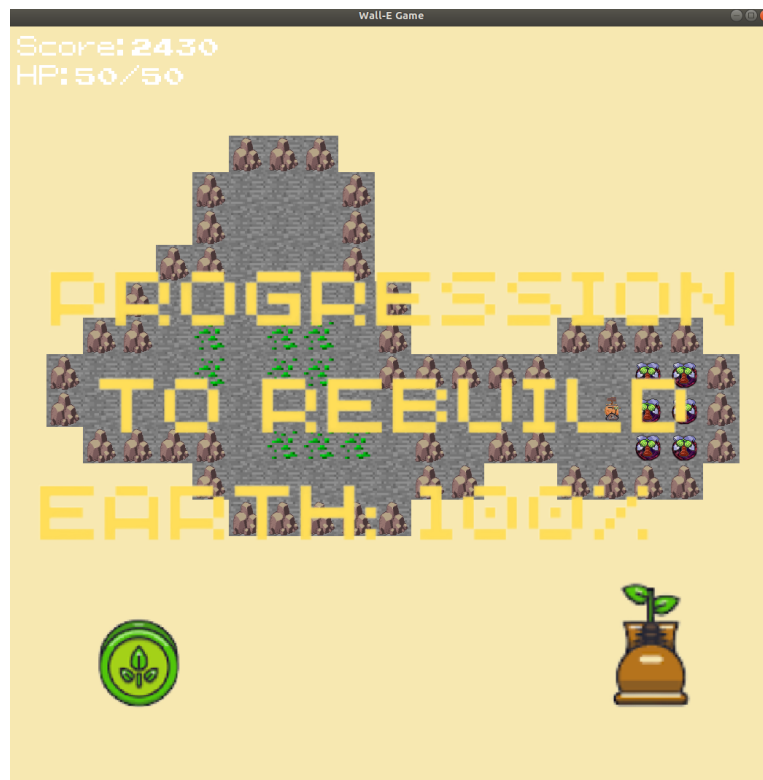 Wall-E Game
Score:2430
HP:50/50
PROGRESSION
TO REBUILD
EARTH: 100%